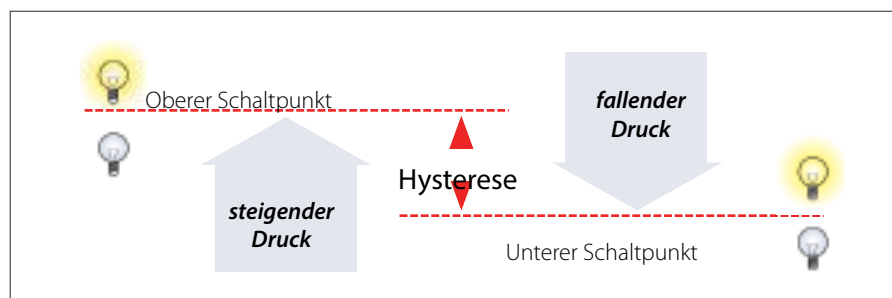 Oberer Schaltpunkt
fallender
Druck
Hysterese
steigender
Druck
Unterer Schaltpunkt